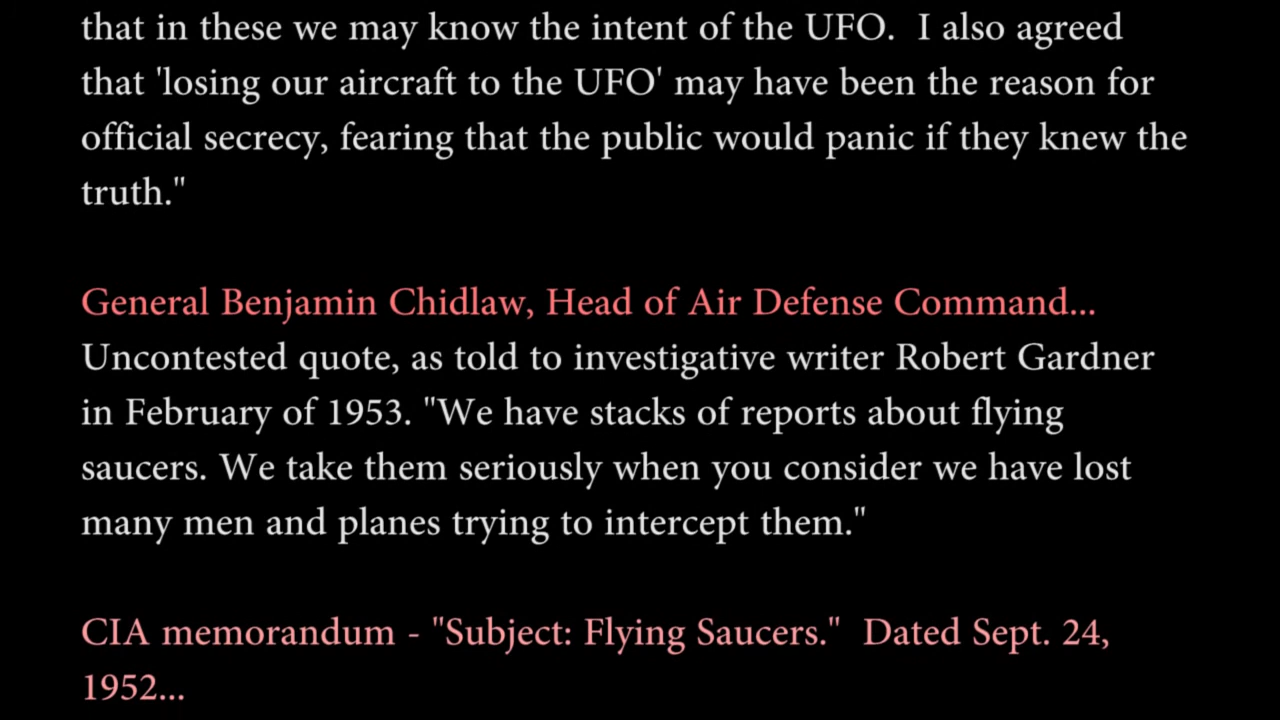 that in these we may know the intent of the UFO.  I also agreed
that 'losing our aircraft to the UFO' may have been the reason for
official secrecy, fearing that the public would panic if they knew the
truth."
General Benjamin Chidlaw, Head of Air Defense Command...
Uncontested quote, as told to investigative writer Robert Gardner
in February of 1953. "We have stacks of reports about flying
saucers. We take them seriously when you consider we have lost
many men and planes trying to intercept them."
CIA memorandum - "Subject: Flying Saucers."  Dated Sept. 24,
1952...